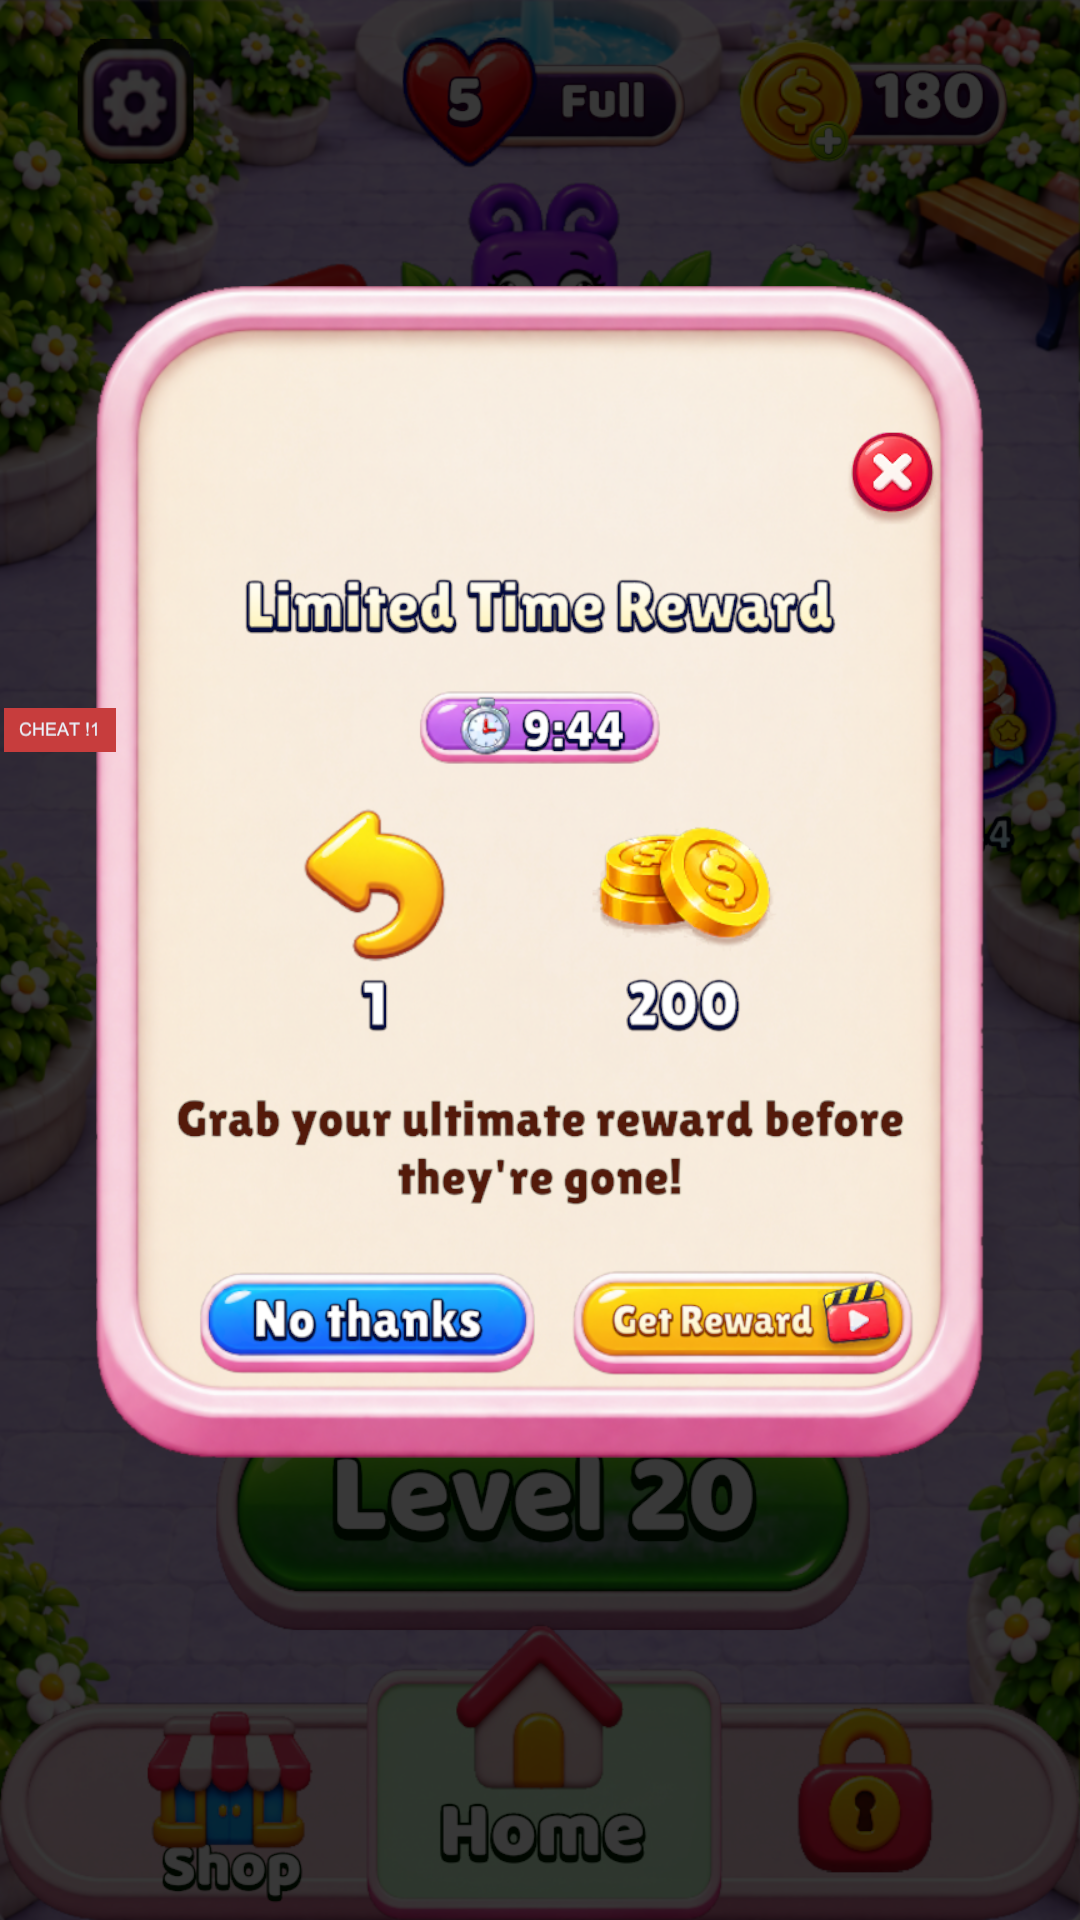 5
Full
180
Limited Time Reward
CHEAT !1
9:44
4
1
200
Grab your ultimate reward before
they're gone!
No thanks
Get Reward
Level 20
Home
Shop